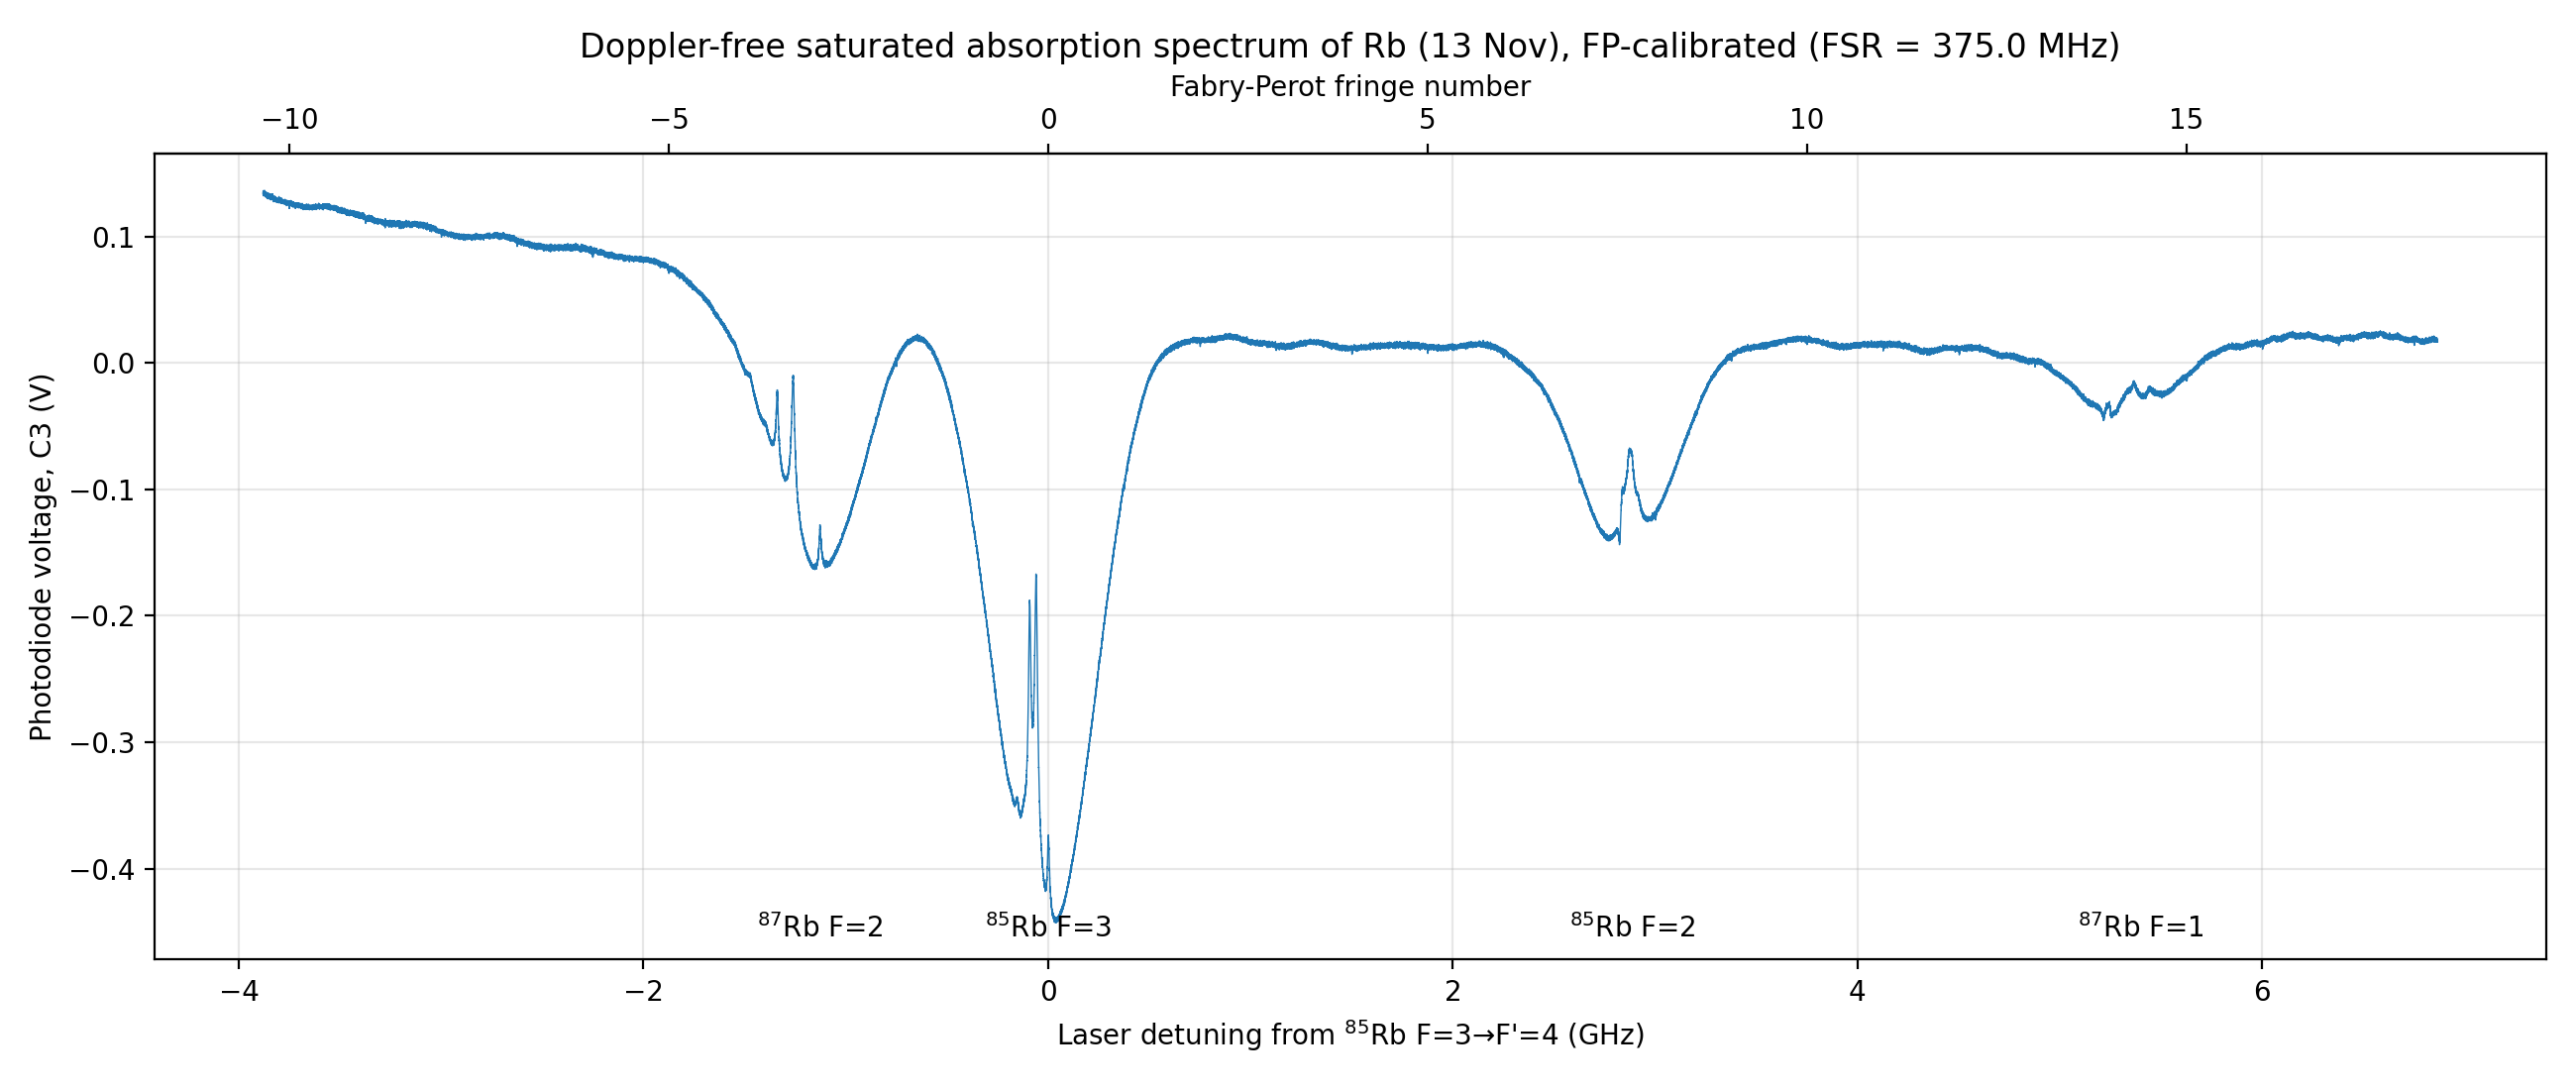 Doppler-free saturated absorption spectrum of Rb (13 Nov), FP-calibrated (FSR = 375.0 MHz)
Fabry-Perot fringe number
−10 −5 0 5 10 15
Photodiode voltage, C3 (V)
0.1
0.0
−0.1
−0.2
−0.3
−0.4
⁸⁷Rb F=2 ⁸⁵Rb F=3 ⁸⁵Rb F=2 ⁸⁷Rb F=1
−4 −2 0 2 4 6
Laser detuning from ⁸⁵Rb F=3→F'=4 (GHz)